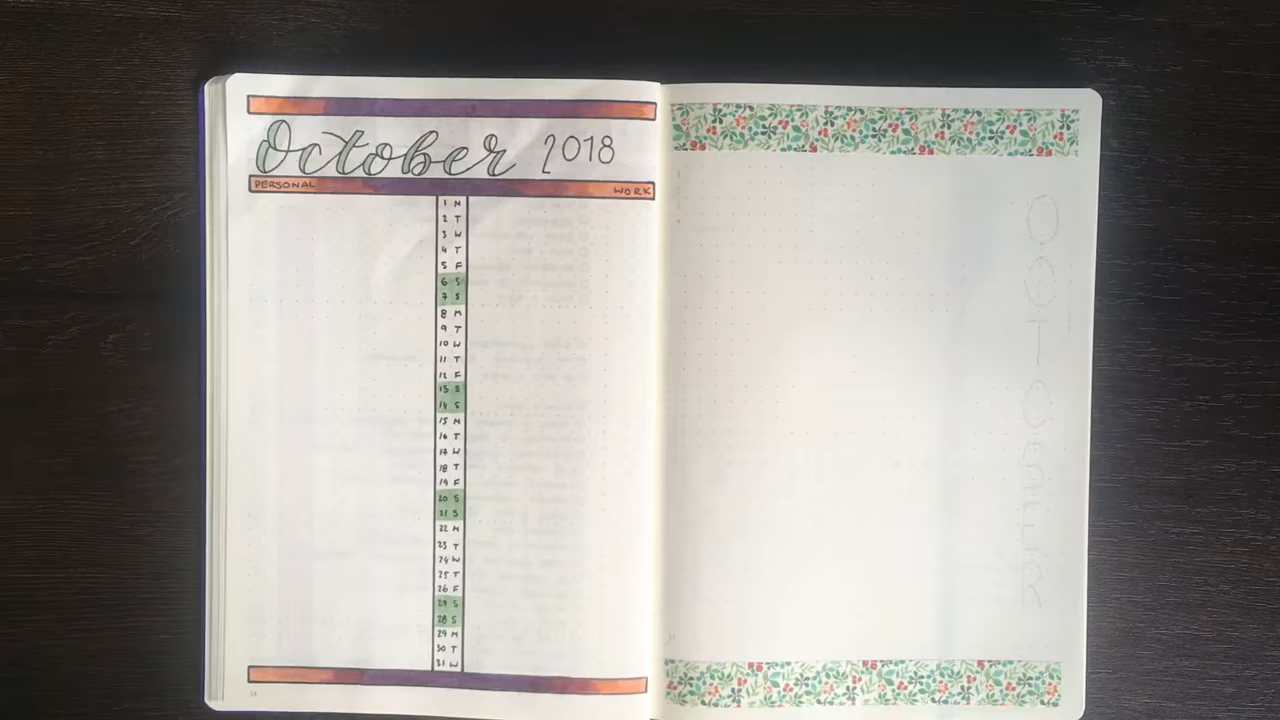 October 2018
PERSONAL WORK
1 M
2 T
3 W
4 T
5 F
6 S
7 S
8 M
9 T
10 W
11 T
12 F
13 S
14 S
15 M
16 T
17 W
18 T
19 F
20 S
21 S
22 M
23 T
24 W
25 T
26 F
27 S
28 S
29 M
30 T
31 W
OCTOBER